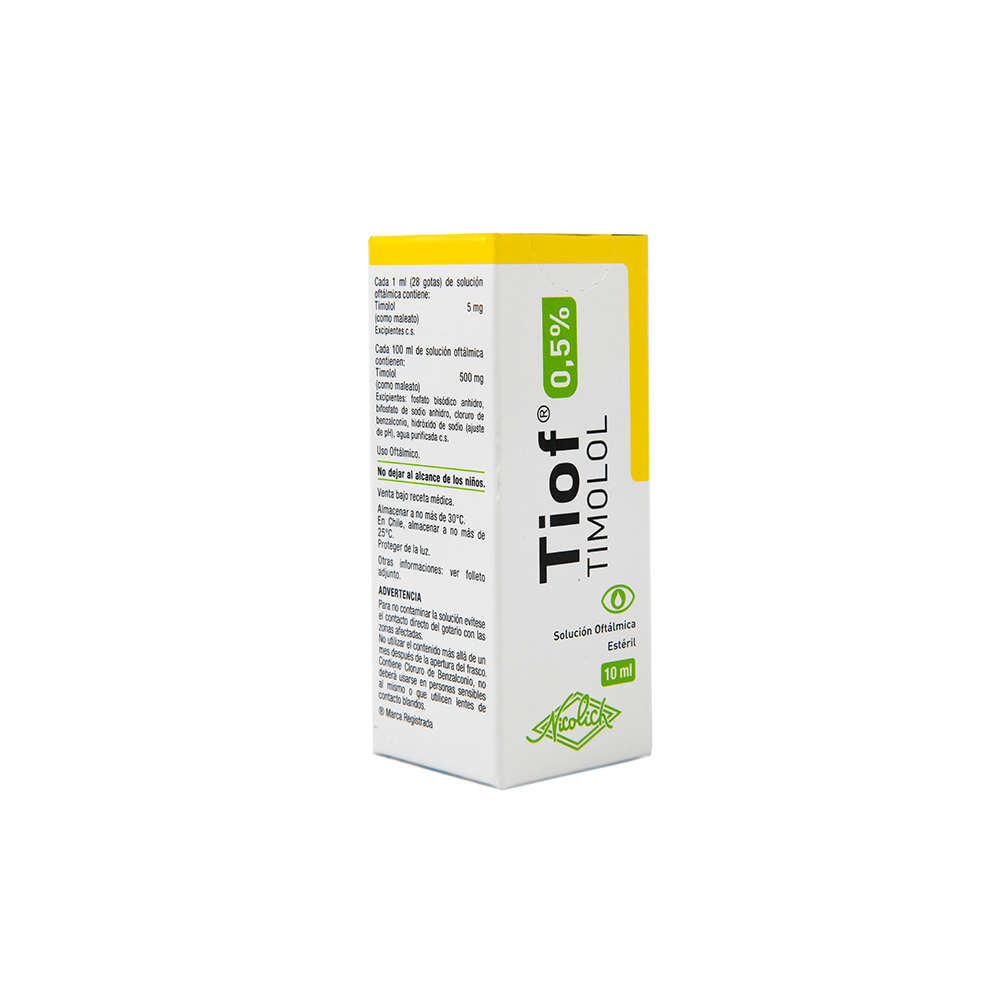 Cada 1 ml (28 gotas) de solución
oftálmica contiene:
Timolol 5 mg
(como maleato)
Excipientes c.s.
Cada 100 ml de solución oftálmica
contienen:
Timolol 500 mg
(como maleato)
Excipientes: fosfato bisódico anhidro,
bifosfato de sodio anhidro, cloruro de
benzalconio, hidróxido de sodio (ajuste
de pH), agua purificada c.s.
Uso Oftálmico.
No dejar al alcance de los niños.
Venta bajo receta médica.
Almacenar a no más de 30°C.
En Chile, almacenar a no más de
25°C.
Proteger de la luz.
Otras informaciones: ver folleto
adjunto.
ADVERTENCIA
Para no contaminar la solución evítese
el contacto directo del gotario con las
zonas afectadas.
No utilizar el contenido más allá de un
mes después de la apertura del frasco.
Contiene Cloruro de Benzalconio, no
deberá usarse en personas sensibles
al mismo o que utilicen lentes de
contacto blandos.
® Marca Registrada
Tiof® 0,5%
TIMOLOL
Solución Oftálmica
Estéril
10 ml
Nicolich